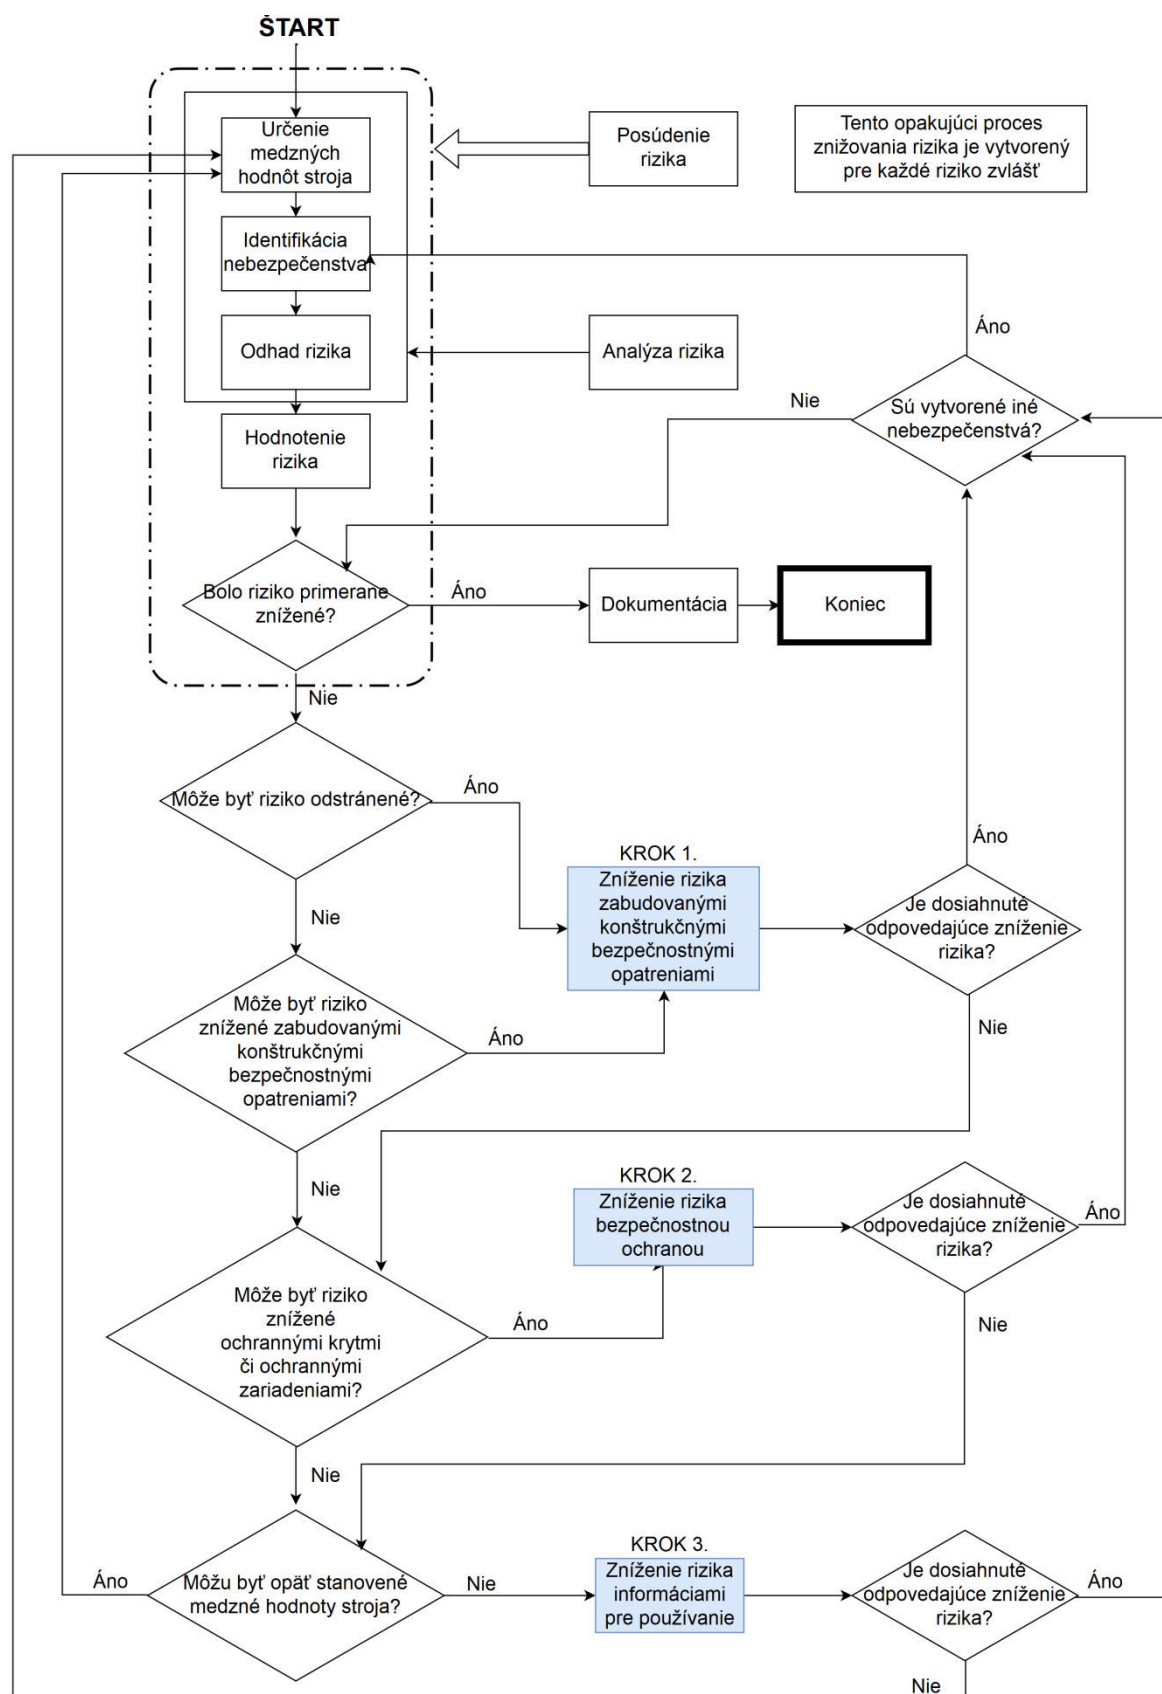 ŠTART
Určenie
medzných
hodnôt stroja
Posúdenie
rizika
Tento opakujúci proces
znižovania rizika je vytvorený
pre každé riziko zvlášť
Identifikácia
nebezpečenstva
Áno
Odhad rizika
Analýza rizika
Nie
Sú vytvorené iné
nebezpečenstvá?
Hodnotenie
rizika
Bolo riziko primerane
znížené?
Áno
Dokumentácia
Koniec
Nie
Môže byť riziko odstránené?
Áno
KROK 1.
Zníženie rizika
zabudovanými
konštrukčnými
bezpečnostnými
opatreniami
Áno
Je dosiahnuté
odpovedajúce zníženie
rizika?
Nie
Môže byť riziko
znížené zabudovanými
konštrukčnými
bezpečnostnými
opatreniami?
Áno
Nie
Nie
KROK 2.
Zníženie rizika
bezpečnostnou
ochranou
Je dosiahnuté
odpovedajúce zníženie
rizika?
Áno
Môže byť riziko
znížené
ochrannými krytmi
či ochrannými
zariadeniami?
Áno
Nie
Nie
Áno
Môžu byť opäť stanovené
medzné hodnoty stroja?
Nie
KROK 3.
Zníženie rizika
informáciami
pre používanie
Je dosiahnuté
odpovedajúce zníženie
rizika?
Áno
Nie